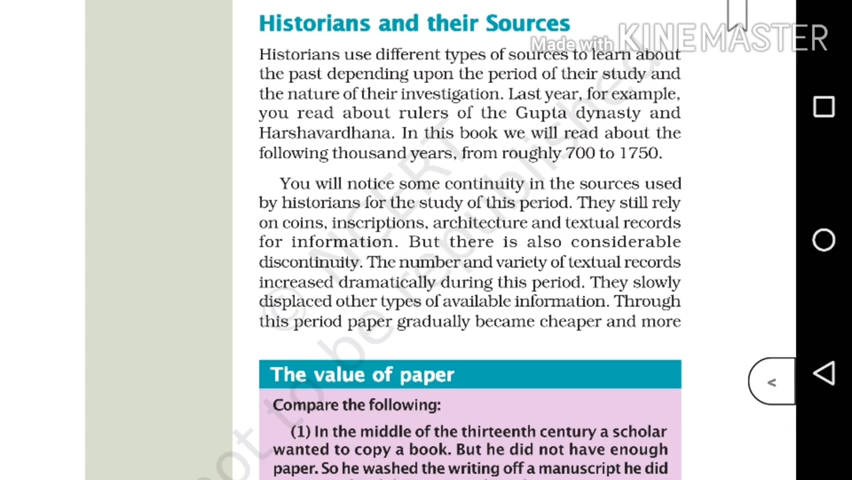 Historians and their Sources
Made with KINEMASTER
Historians use different types of sources to learn about
the past depending upon the period of their study and
the nature of their investigation. Last year, for example,
you read about rulers of the Gupta dynasty and
Harshavardhana. In this book we will read about the
following thousand years, from roughly 700 to 1750.
You will notice some continuity in the sources used
by historians for the study of this period. They still rely
on coins, inscriptions, architecture and textual records
for information. But there is also considerable
discontinuity. The number and variety of textual records
increased dramatically during this period. They slowly
displaced other types of available information. Through
this period paper gradually became cheaper and more
© NCERT
not to be republished
The value of paper
Compare the following:
(1) In the middle of the thirteenth century a scholar
wanted to copy a book. But he did not have enough
paper. So he washed the writing off a manuscript he did